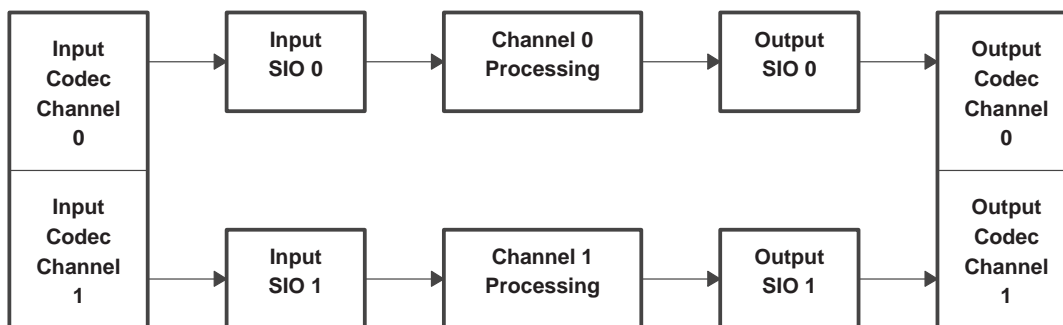 Input
Codec
Channel
0
Input
SIO 0
Channel 0
Processing
Output
SIO 0
Output
Codec
Channel
0
Input
Codec
Channel
1
Input
SIO 1
Channel 1
Processing
Output
SIO 1
Output
Codec
Channel
1